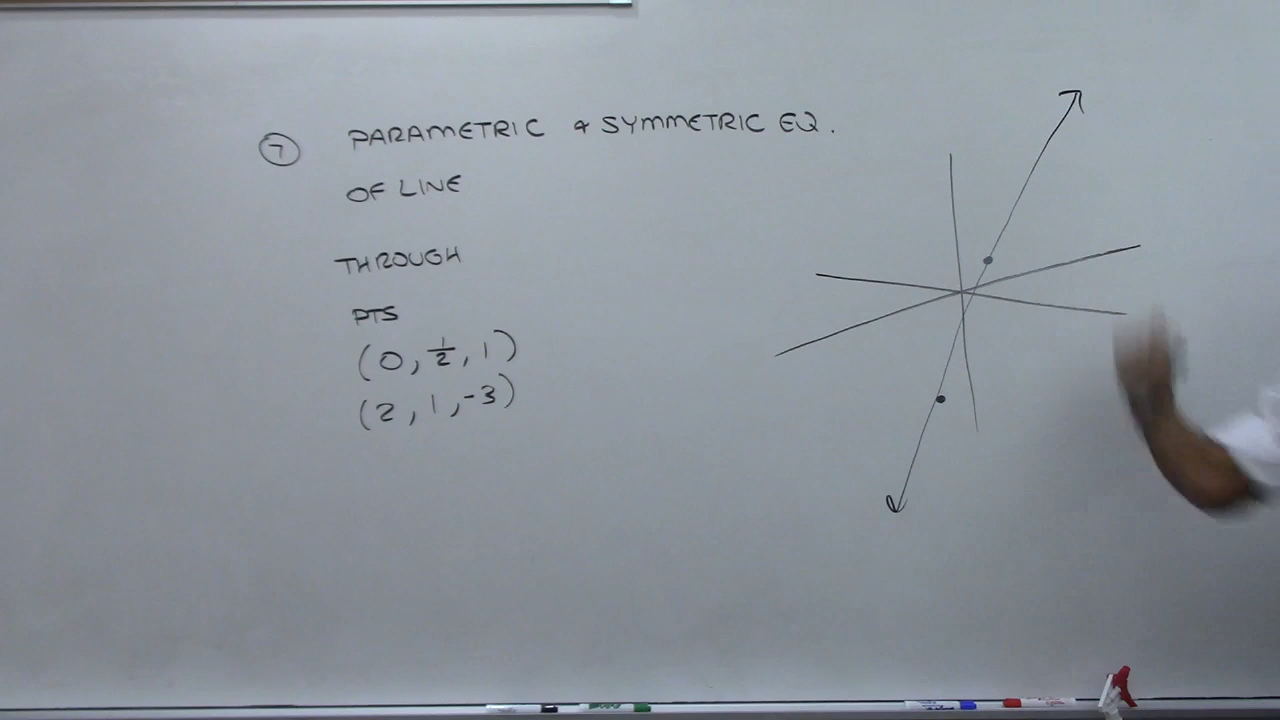 ⑦ PARAMETRIC & SYMMETRIC EQ.
OF LINE
THROUGH
PTS
(0, 1/2, 1)
(2, 1, -3)